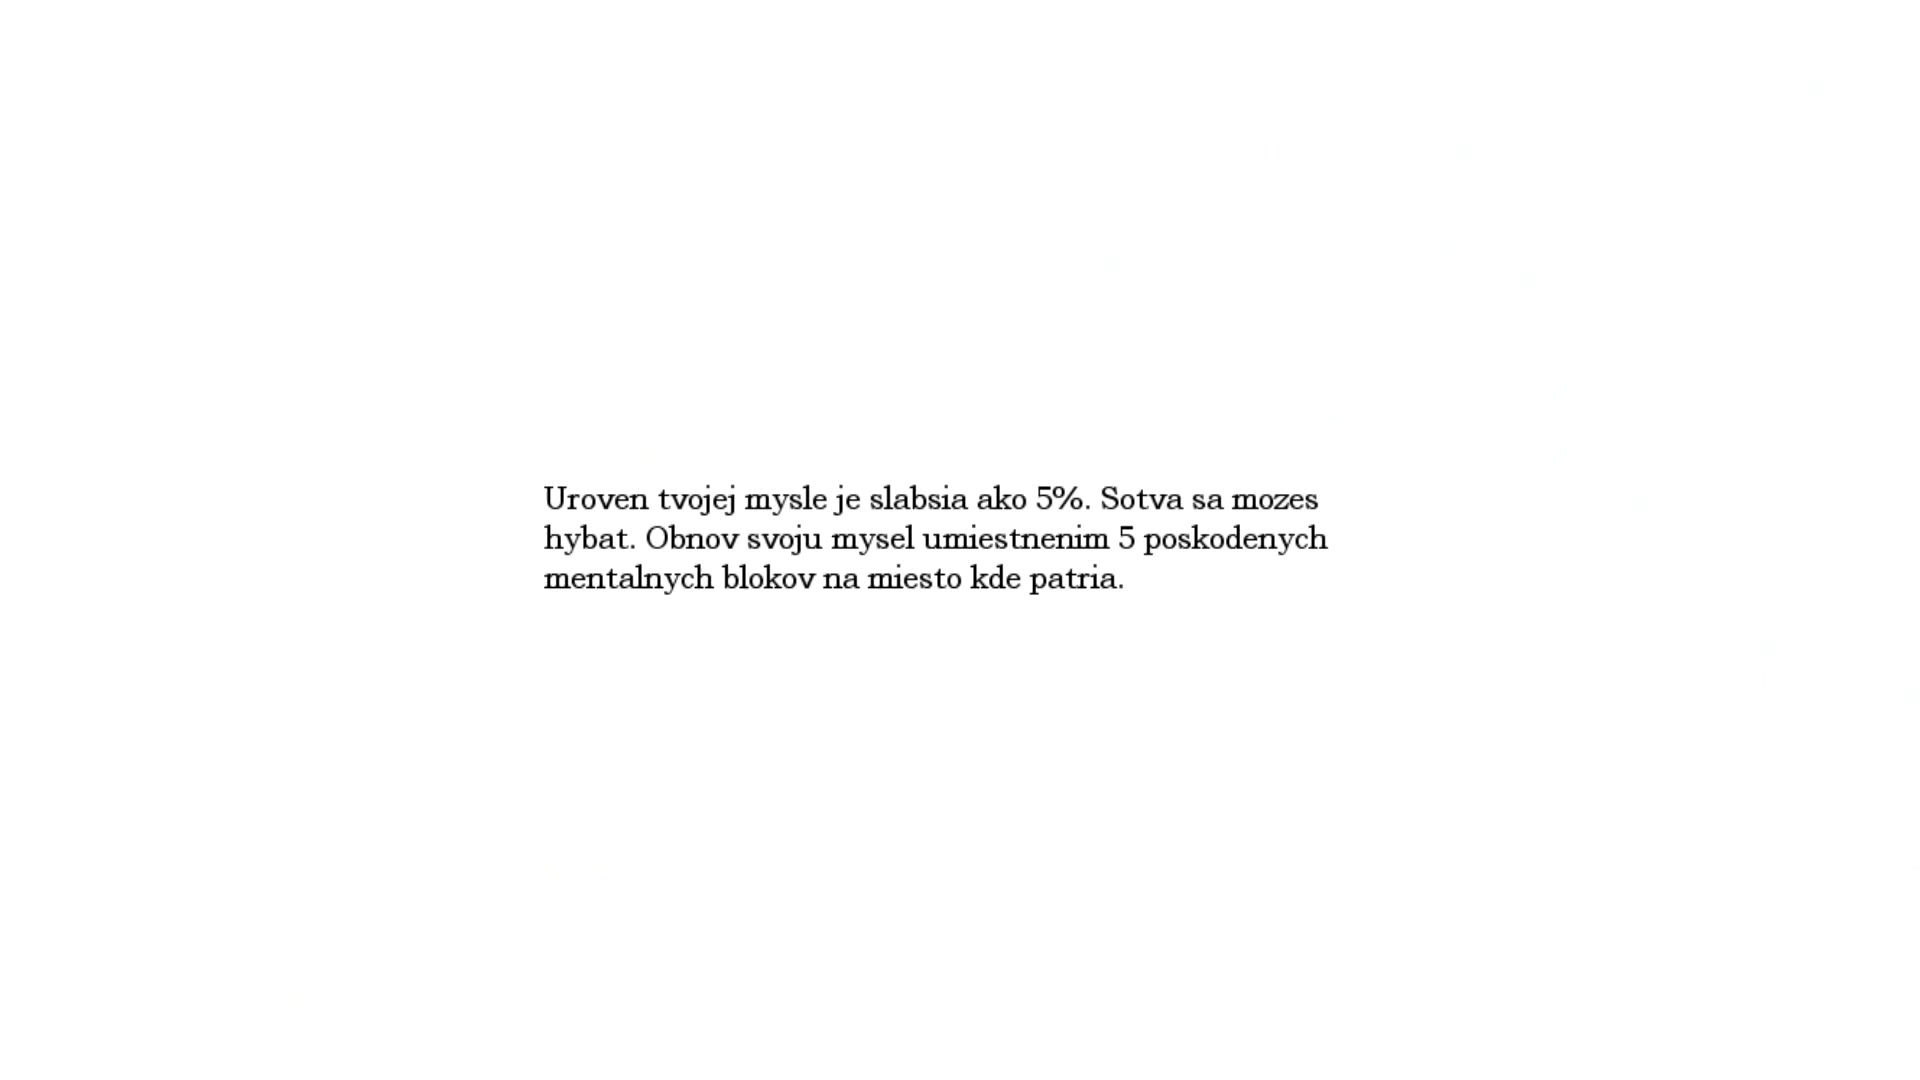 Uroven tvojej mysle je slabsia ako 5%. Sotva sa mozes
hybat. Obnov svoju mysel umiestnenim 5 poskodenych
mentalnych blokov na miesto kde patria.